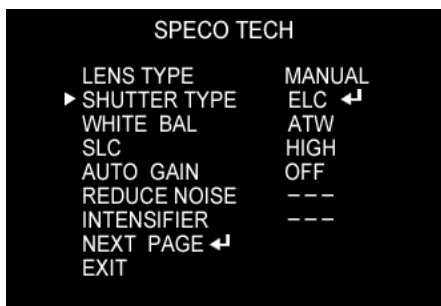 SPECO TECH
LENS TYPE MANUAL
▶ SHUTTER TYPE ELC ↵
WHITE BAL ATW
SLC HIGH
AUTO GAIN OFF
REDUCE NOISE – – –
INTENSIFIER – – –
NEXT PAGE ↵
EXIT